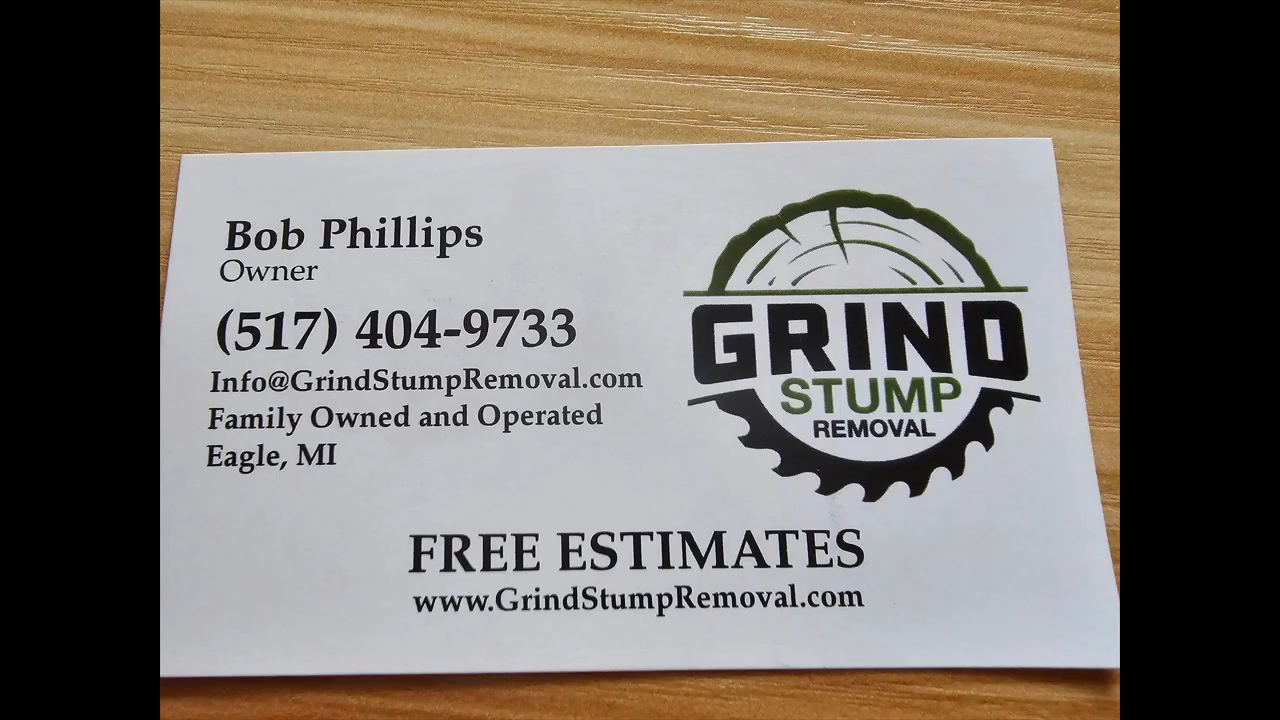 Bob Phillips
Owner
(517) 404-9733
Info@GrindStumpRemoval.com
Family Owned and Operated
Eagle, MI
GRIND
STUMP
REMOVAL
FREE ESTIMATES
www.GrindStumpRemoval.com